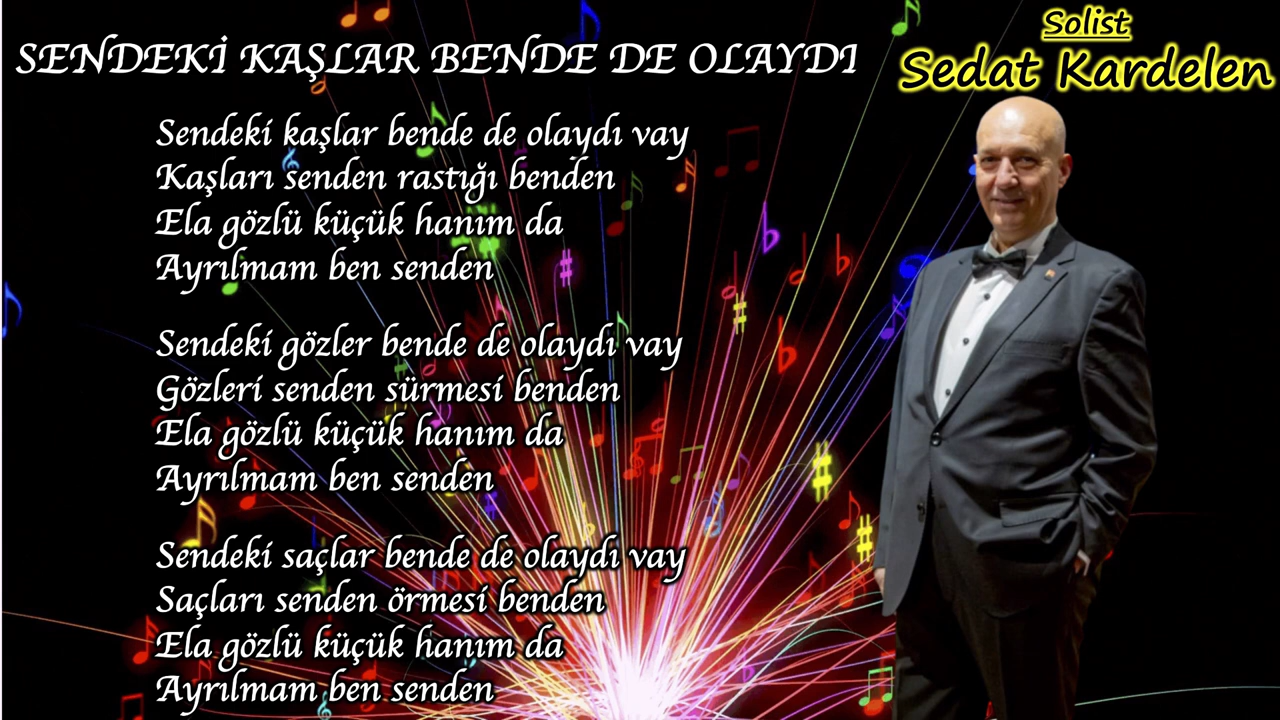 SENDEKİ KAŞLAR BENDE DE OLAYDI
Solist
Sedat Kardelen
Sendeki kaşlar bende de olaydı vay
Kaşları senden rastığı benden
Ela gözlü küçük hanım da
Ayrılmam ben senden
Sendeki gözler bende de olaydı vay
Gözleri senden sürmesi benden
Ela gözlü küçük hanım da
Ayrılmam ben senden
Sendeki saçlar bende de olaydı vay
Saçları senden örmesi benden
Ela gözlü küçük hanım da
Ayrılmam ben senden